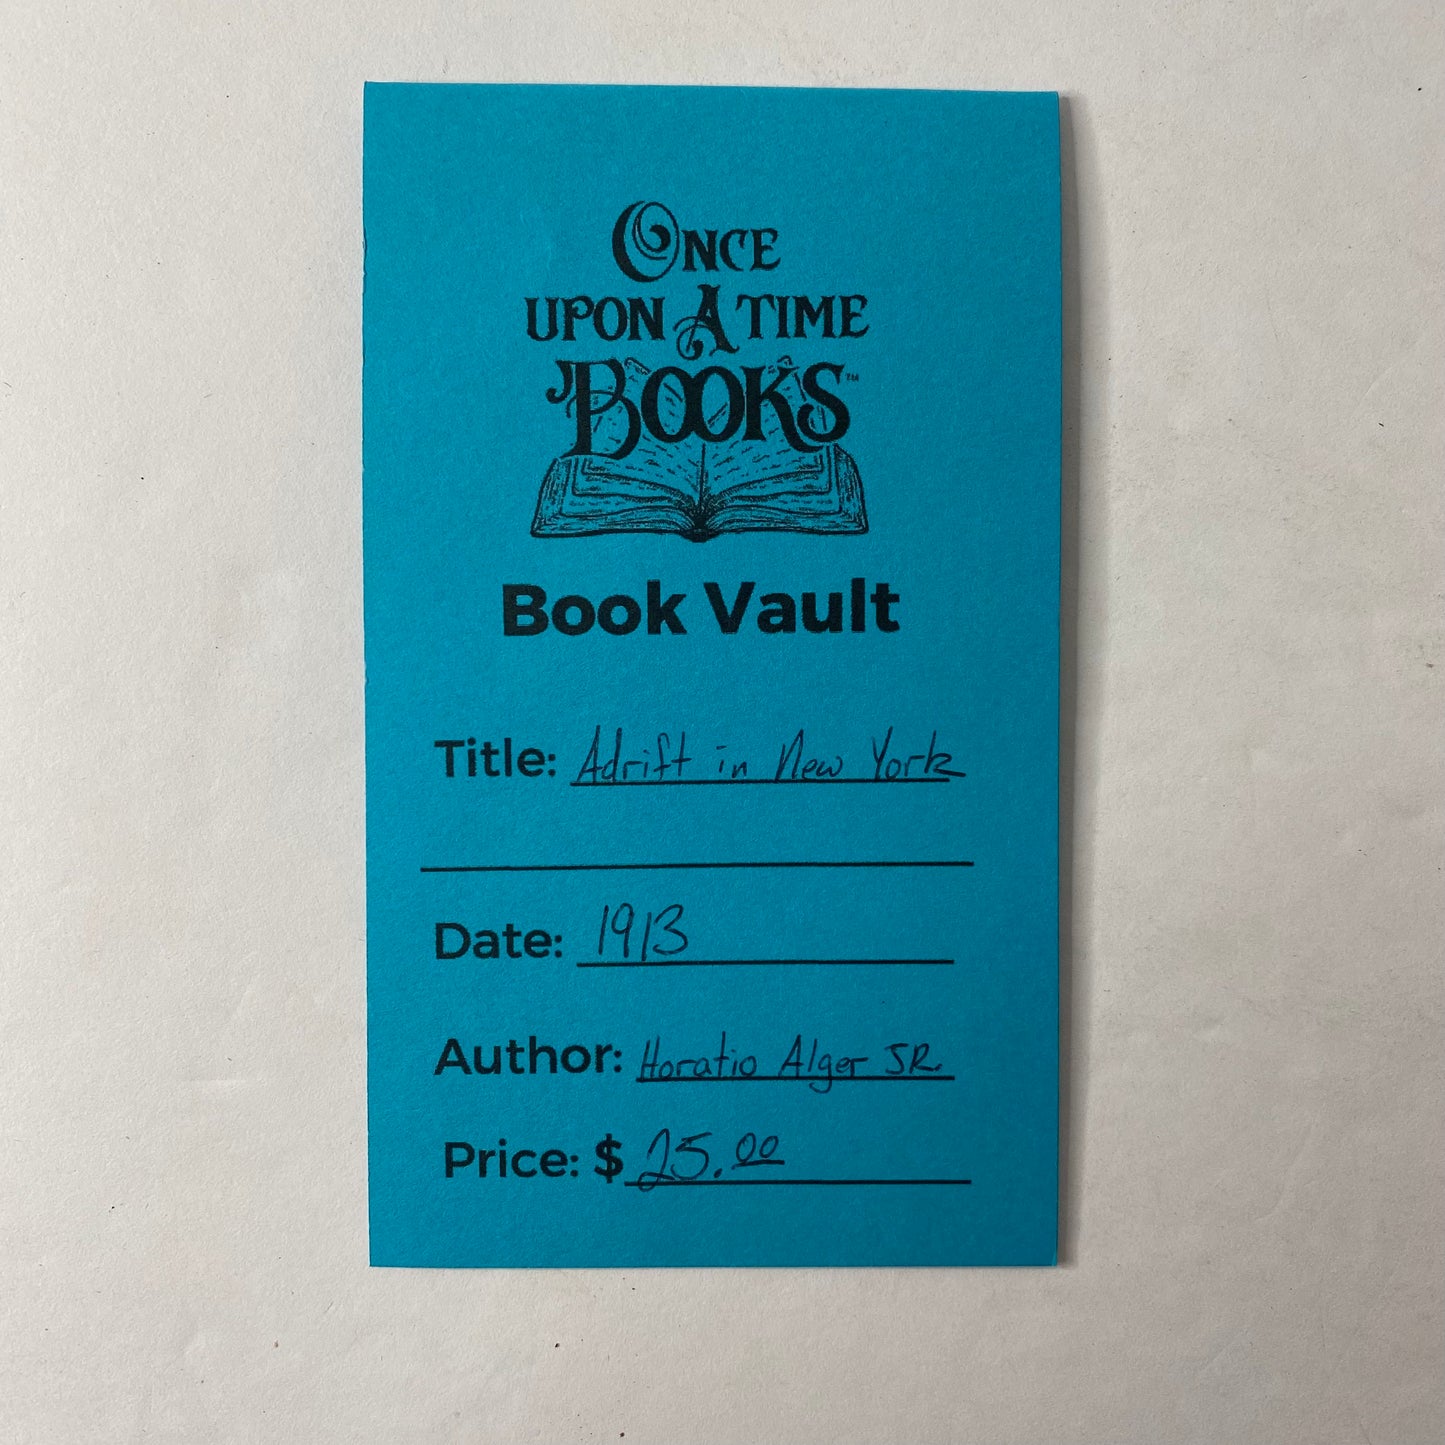 ONCE
UPON A TIME
BOOKS™
Book Vault
Title: Adrift in New York
Date: 1913
Author: Horatio Alger JR.
Price: $ 25.00